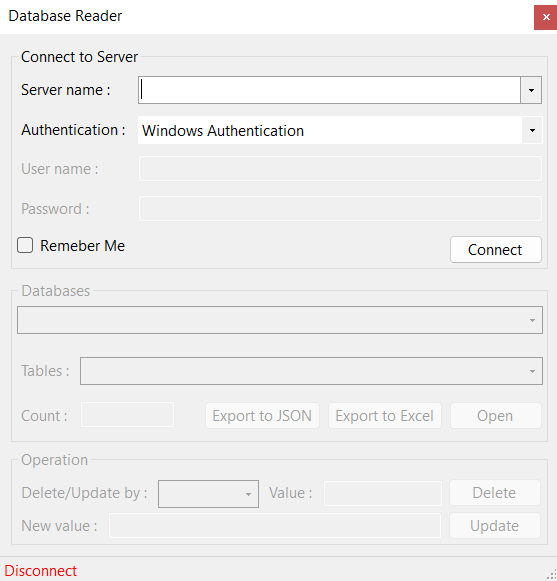 Database Reader
Connect to Server
Server name :
Authentication : Windows Authentication
User name :
Password :
Remeber Me
Connect
Databases
Tables :
Count : Export to JSON Export to Excel Open
Operation
Delete/Update by : Value : Delete
New value : Update
Disconnect